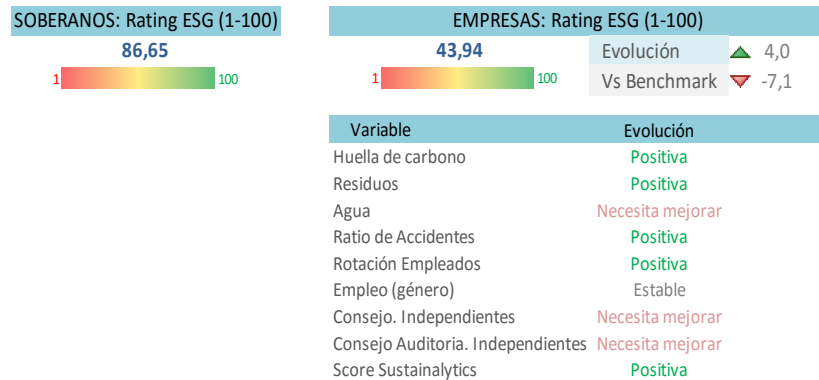 SOBERANOS: Rating ESG (1-100)
86,65
1 100
EMPRESAS: Rating ESG (1-100)
43,94
1 100
Evolución 4,0
Vs Benchmark -7,1
Variable Evolución
Huella de carbono Positiva
Residuos Positiva
Agua Necesita mejorar
Ratio de Accidentes Positiva
Rotación Empleados Positiva
Empleo (género) Estable
Consejo. Independientes Necesita mejorar
Consejo Auditoria. Independientes Necesita mejorar
Score Sustainalytics Positiva